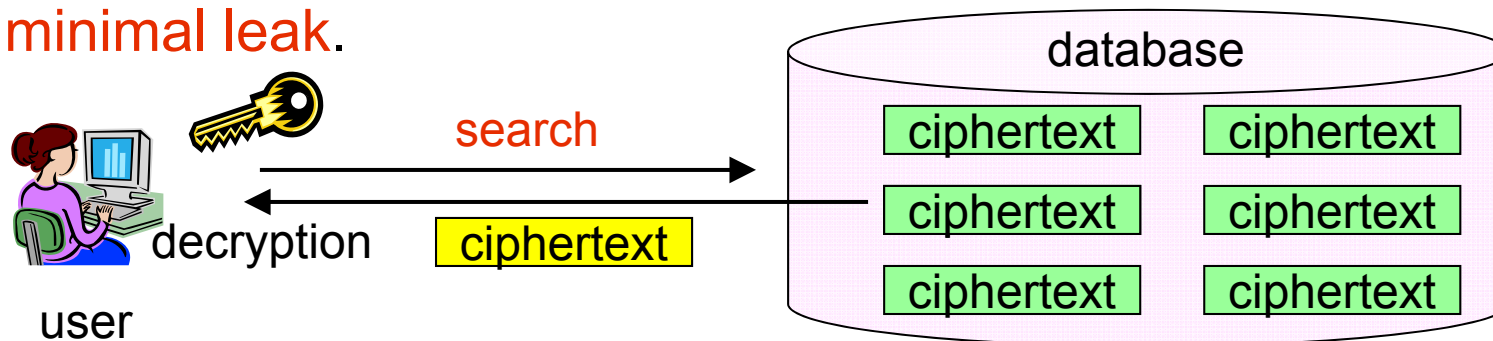 minimal leak.
database
search
ciphertext ciphertext
decryption ciphertext ciphertext ciphertext
ciphertext ciphertext
user